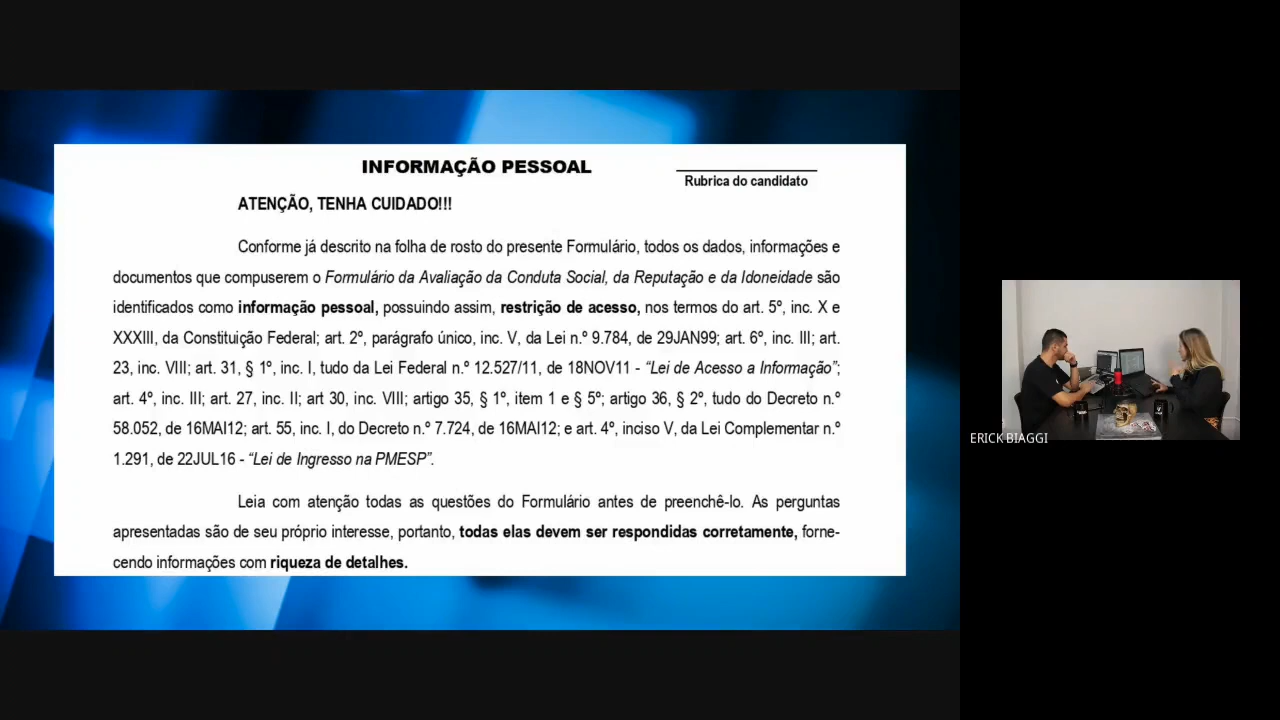 INFORMAÇÃO PESSOAL
Rubrica do candidato
ATENÇÃO, TENHA CUIDADO!!!
Conforme já descrito na folha de rosto do presente Formulário, todos os dados, informações e
documentos que compuserem o Formulário da Avaliação da Conduta Social, da Reputação e da Idoneidade são
identificados como informação pessoal, possuindo assim, restrição de acesso, nos termos do art. 5º, inc. X e
XXXIII, da Constituição Federal; art. 2º, parágrafo único, inc. V, da Lei n.º 9.784, de 29JAN99; art. 6º, inc. III; art.
23, inc. VIII; art. 31, § 1º, inc. I, tudo da Lei Federal n.º 12.527/11, de 18NOV11 - “Lei de Acesso a Informação”;
art. 4º, inc. III; art. 27, inc. II; art 30, inc. VIII; artigo 35, § 1º, item 1 e § 5º; artigo 36, § 2º, tudo do Decreto n.º
58.052, de 16MAI12; art. 55, inc. I, do Decreto n.º 7.724, de 16MAI12; e art. 4º, inciso V, da Lei Complementar n.º
1.291, de 22JUL16 - “Lei de Ingresso na PMESP”.
Leia com atenção todas as questões do Formulário antes de preenchê-lo. As perguntas
apresentadas são de seu próprio interesse, portanto, todas elas devem ser respondidas corretamente, forne-
cendo informações com riqueza de detalhes.
ERICK BIAGGI